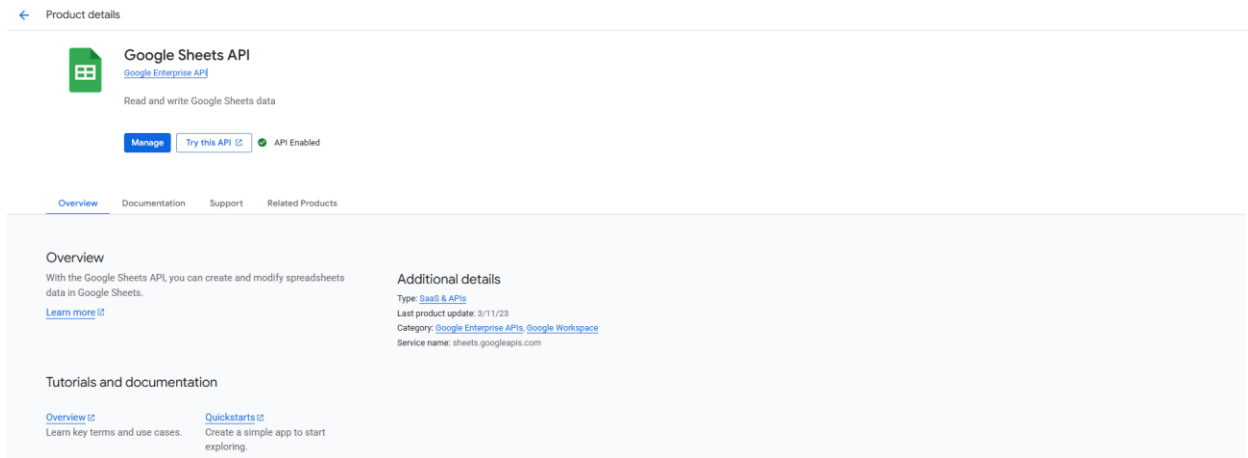 Product details
Google Sheets API
Google Enterprise API
Read and write Google Sheets data
Manage
Try this API
API Enabled
Overview
Documentation
Support
Related Products
Overview
With the Google Sheets API, you can create and modify spreadsheets
data in Google Sheets.
Learn more
Additional details
Type: SaaS & APIs
Last product update: 3/11/23
Category: Google Enterprise APIs, Google Workspace
Service name: sheets.googleapis.com
Tutorials and documentation
Overview
Learn key terms and use cases.
Quickstarts
Create a simple app to start
exploring.